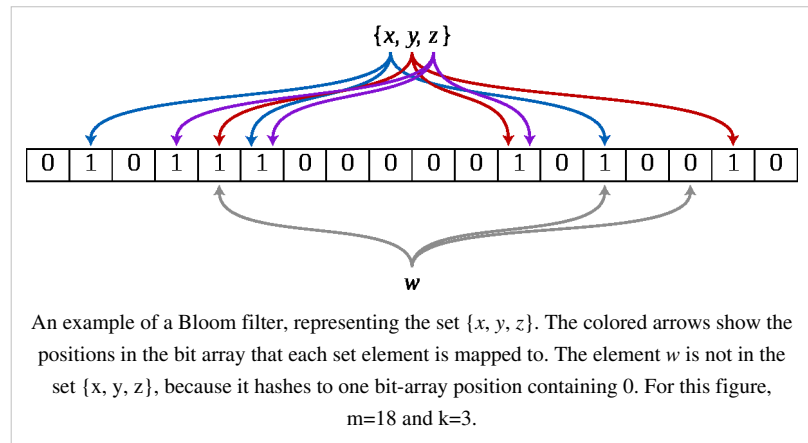 {x, y, z}
0 1 0 1 1 1 0 0 0 0 0 1 0 1 0 0 1 0
w
An example of a Bloom filter, representing the set {x, y, z}. The colored arrows show the
positions in the bit array that each set element is mapped to. The element w is not in the
set {x, y, z}, because it hashes to one bit-array position containing 0. For this figure,
m=18 and k=3.